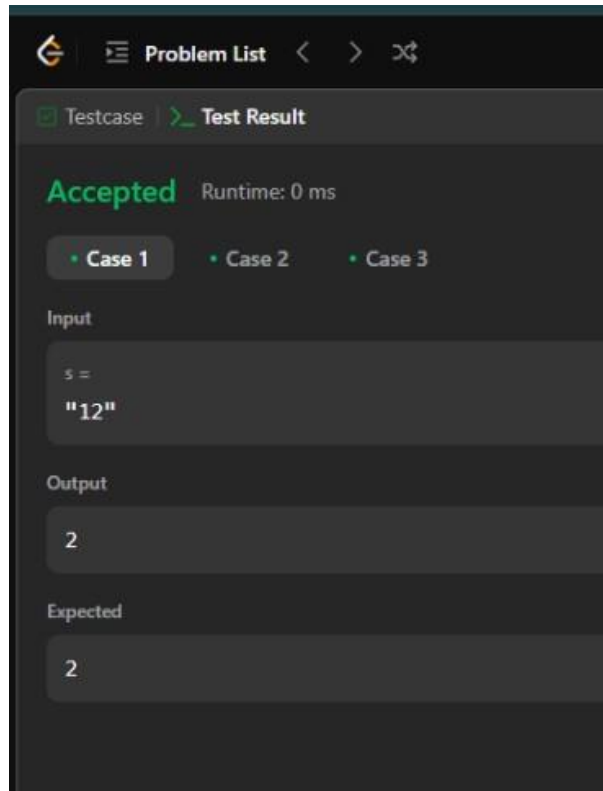 Problem List
Testcase Test Result
Accepted Runtime: 0 ms
Case 1 Case 2 Case 3
Input
s =
"12"
Output
2
Expected
2